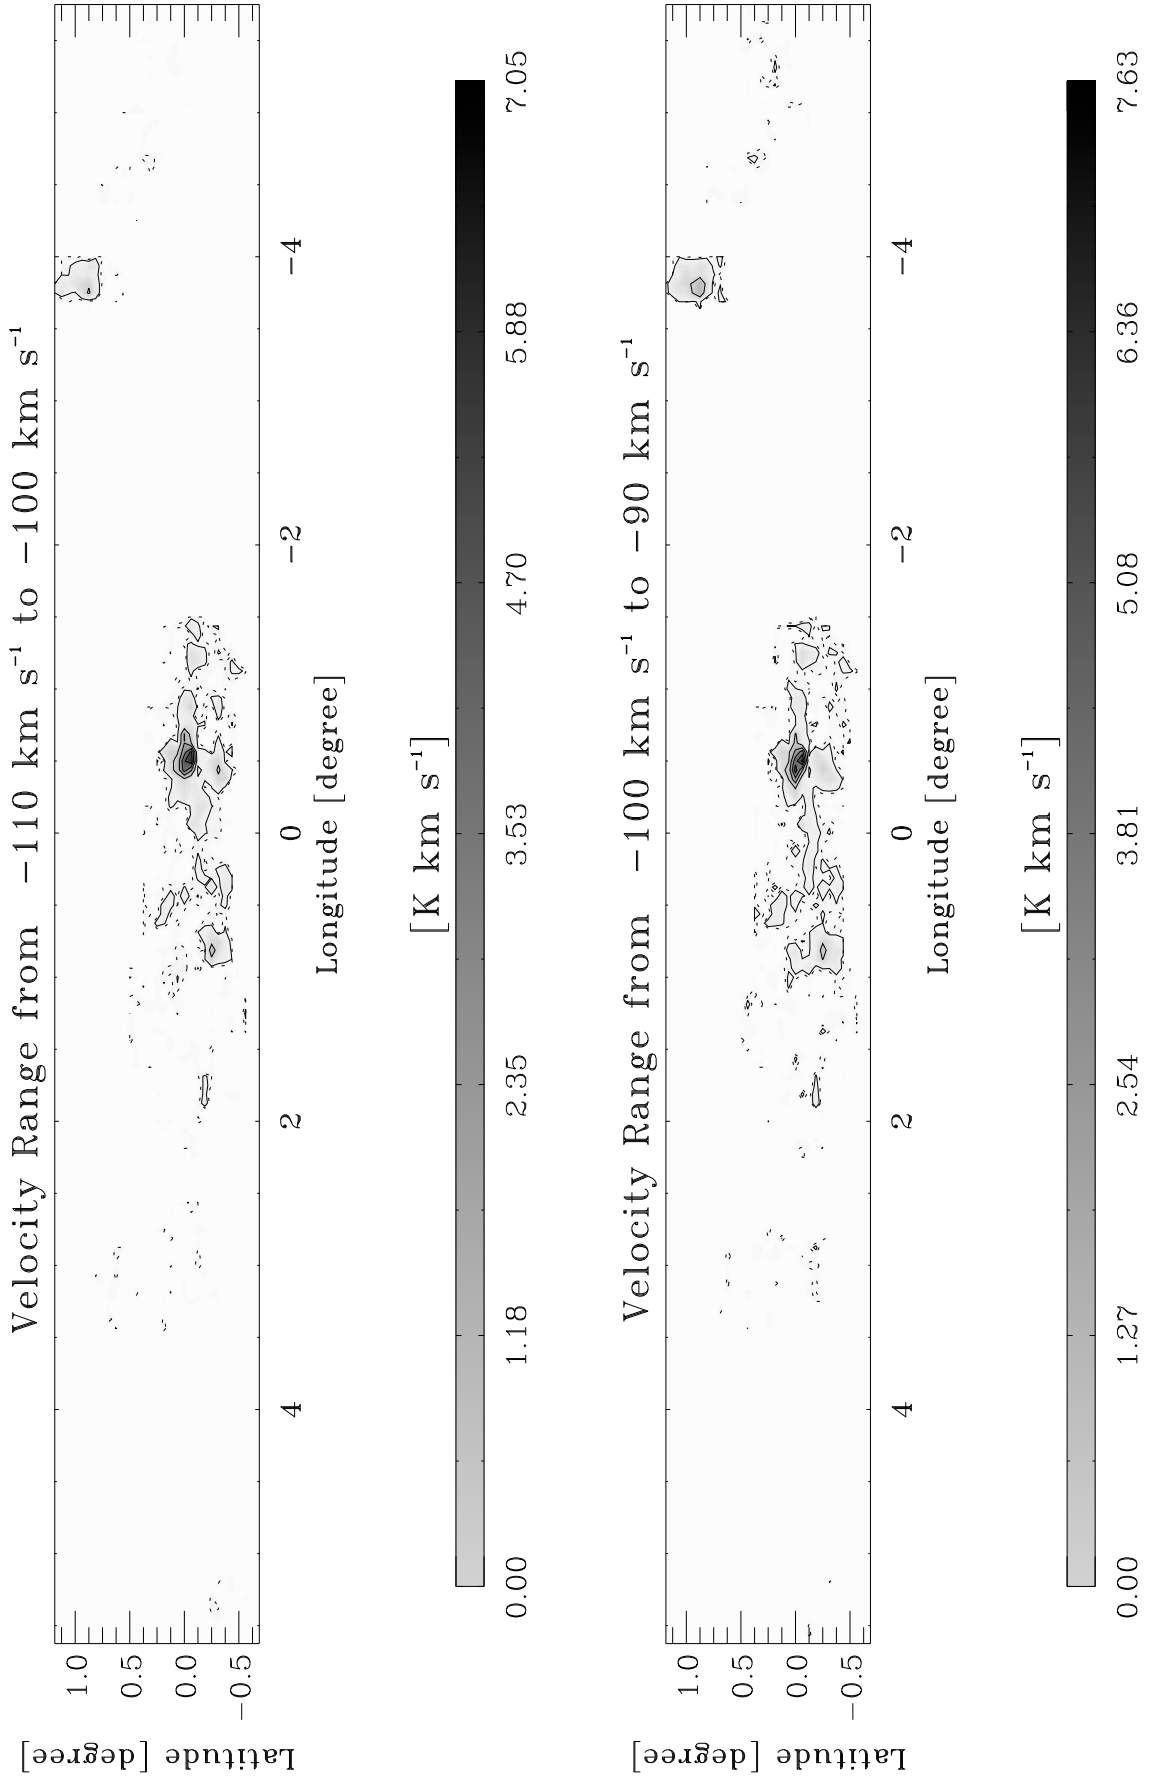 Velocity Range from −110 km s⁻¹ to −100 km s⁻¹
Latitude [degree]
1.0
0.5
0.0
−0.5
4 2 0 −2 −4
Longitude [degree]
[K km s⁻¹]
0.00 1.18 2.35 3.53 4.70 5.88 7.05
Velocity Range from −100 km s⁻¹ to −90 km s⁻¹
Latitude [degree]
1.0
0.5
0.0
−0.5
4 2 0 −2 −4
Longitude [degree]
[K km s⁻¹]
0.00 1.27 2.54 3.81 5.08 6.36 7.63